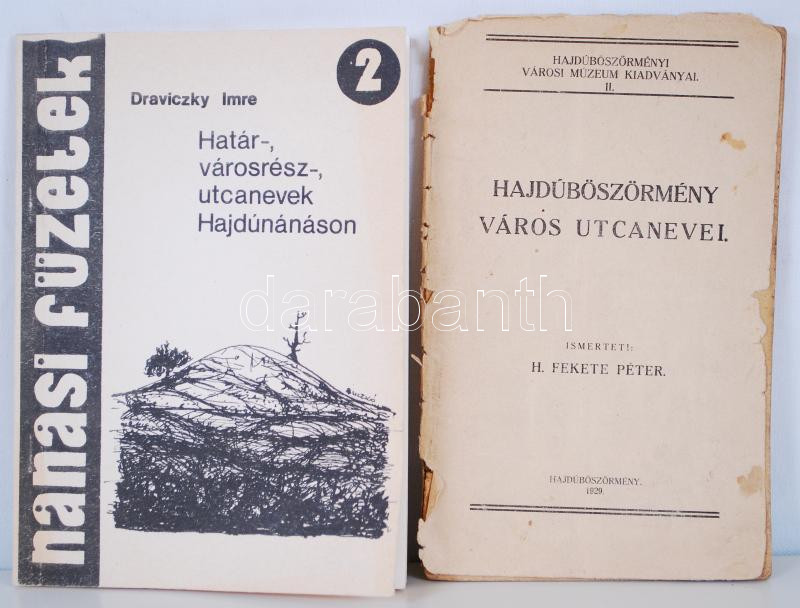 nánási füzetek
2
Draviczky Imre
Határ-,
városrész-,
utcanevek
Hajdúnánáson
BUCZKÓ
HAJDÚBÖSZÖRMÉNYI
VÁROSI MÚZEUM KIADVÁNYAI.
II.
HAJDÚBÖSZÖRMÉNY
VÁROS UTCANEVEI.
ISMERTETI:
H. FEKETE PÉTER.
HAJDÚBÖSZÖRMÉNY.
1929.
darabanth